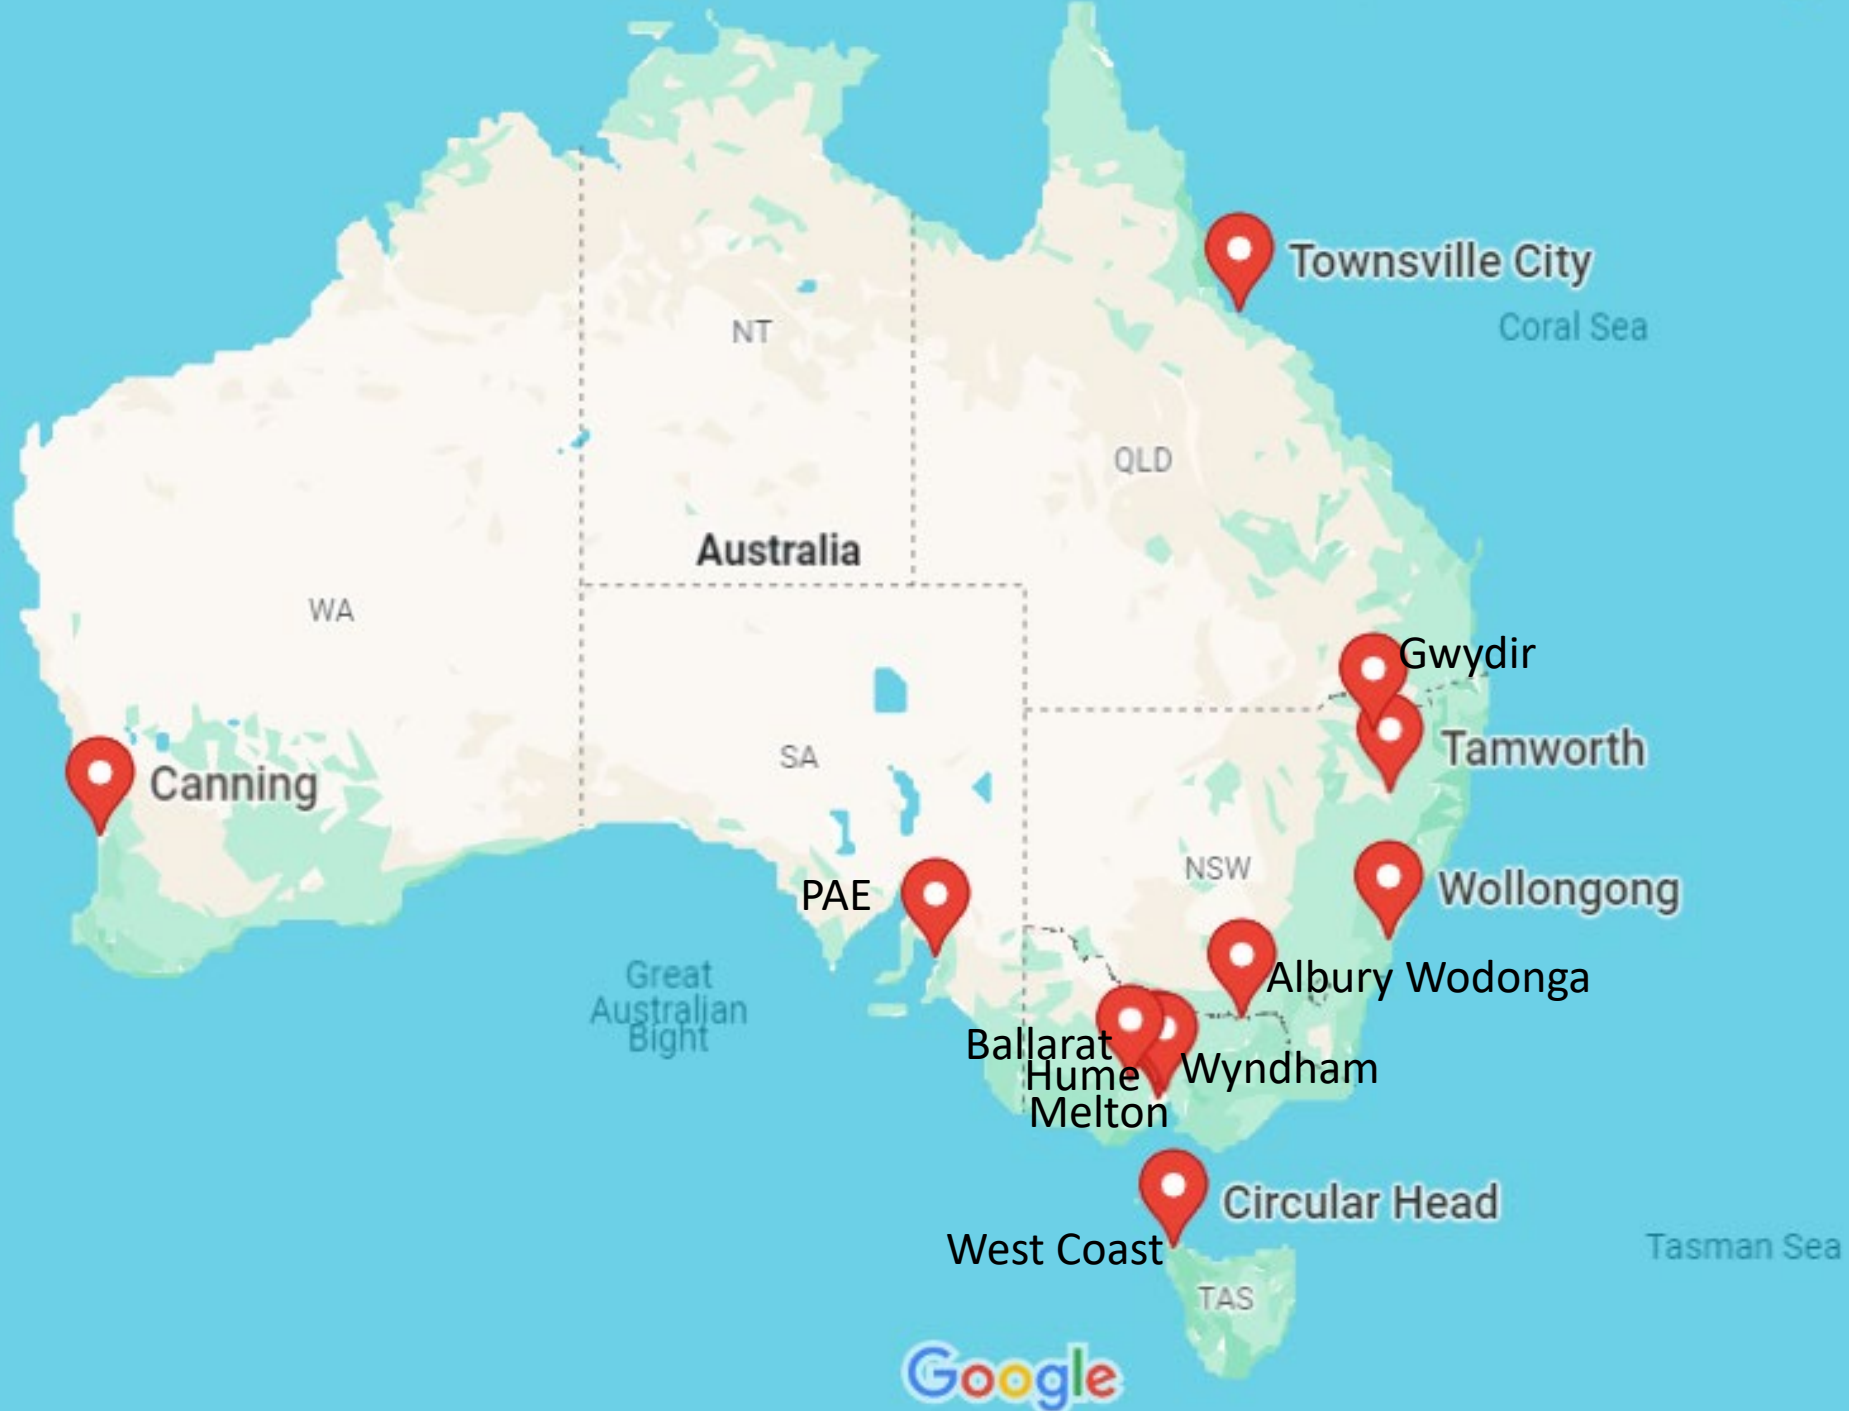 Townsville City
Coral Sea
NT
QLD
Australia
WA
Gwydir
Tamworth
SA
Canning
NSW
PAE
Wollongong
Great
Australian
Bight
Albury Wodonga
Ballarat
Hume
Wyndham
Melton
Circular Head
West Coast
Tasman Sea
TAS
Google